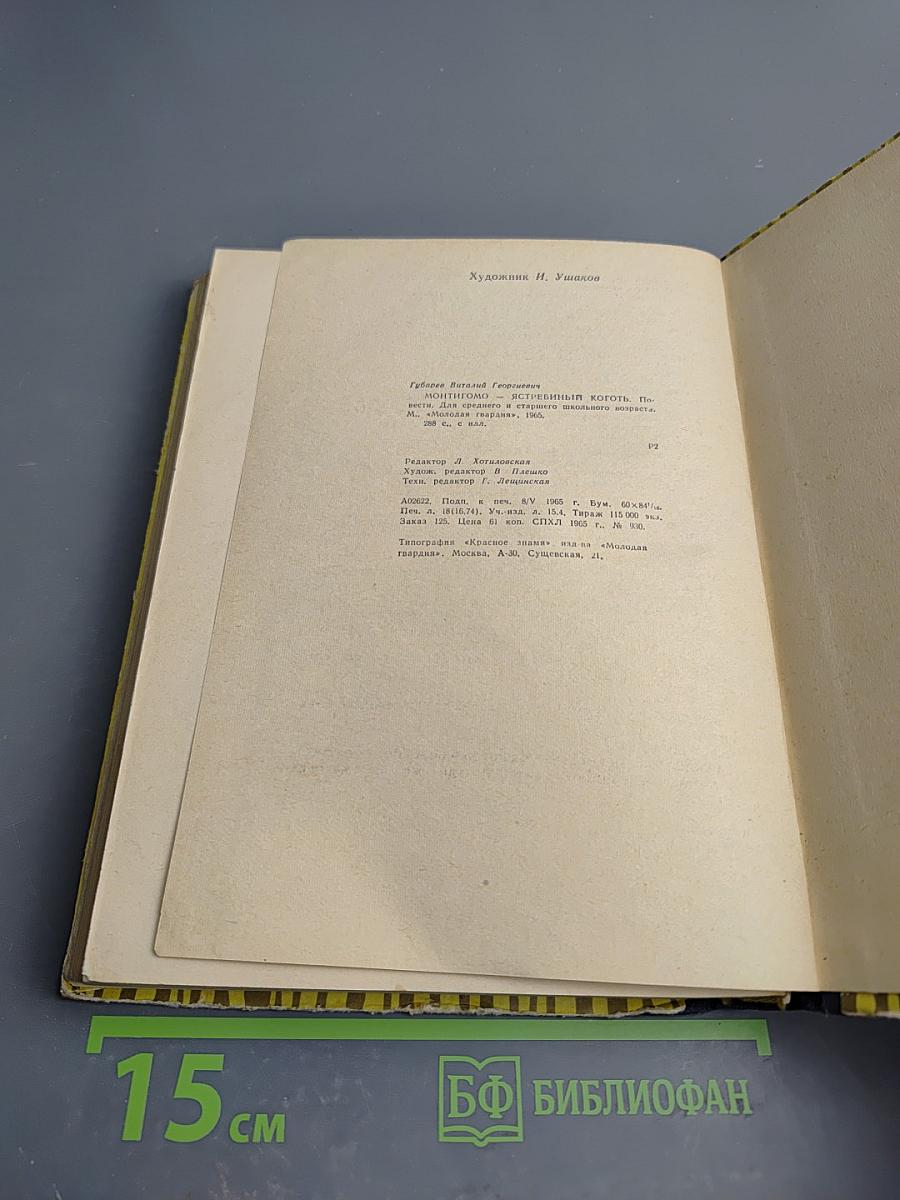 Художник И. Ушаков
Губарев Виталий Георгиевич
МОНТИГОМО — ЯСТРЕБИНЫЙ КОГОТЬ. По-
вести. Для среднего и старшего школьного возраста.
М., «Молодая гвардия», 1965.
288 с., с илл.
Р2
Редактор Л. Хотиловская
Худож. редактор В. Плешко
Техн. редактор Г. Лещинская
А02622. Подп. к печ. 8/V 1965 г. Бум. 60×84¹/₁₆.
Печ. л. 18(16,74). Уч.-изд. л. 15,4. Тираж 115 000 экз.
Заказ 125. Цена 61 коп. СПХЛ 1965 г., № 930.
Типография «Красное знамя» изд-ва «Молодая
гвардия». Москва, А-30, Сущевская, 21.
15 см
БФ БИБЛИОФАН